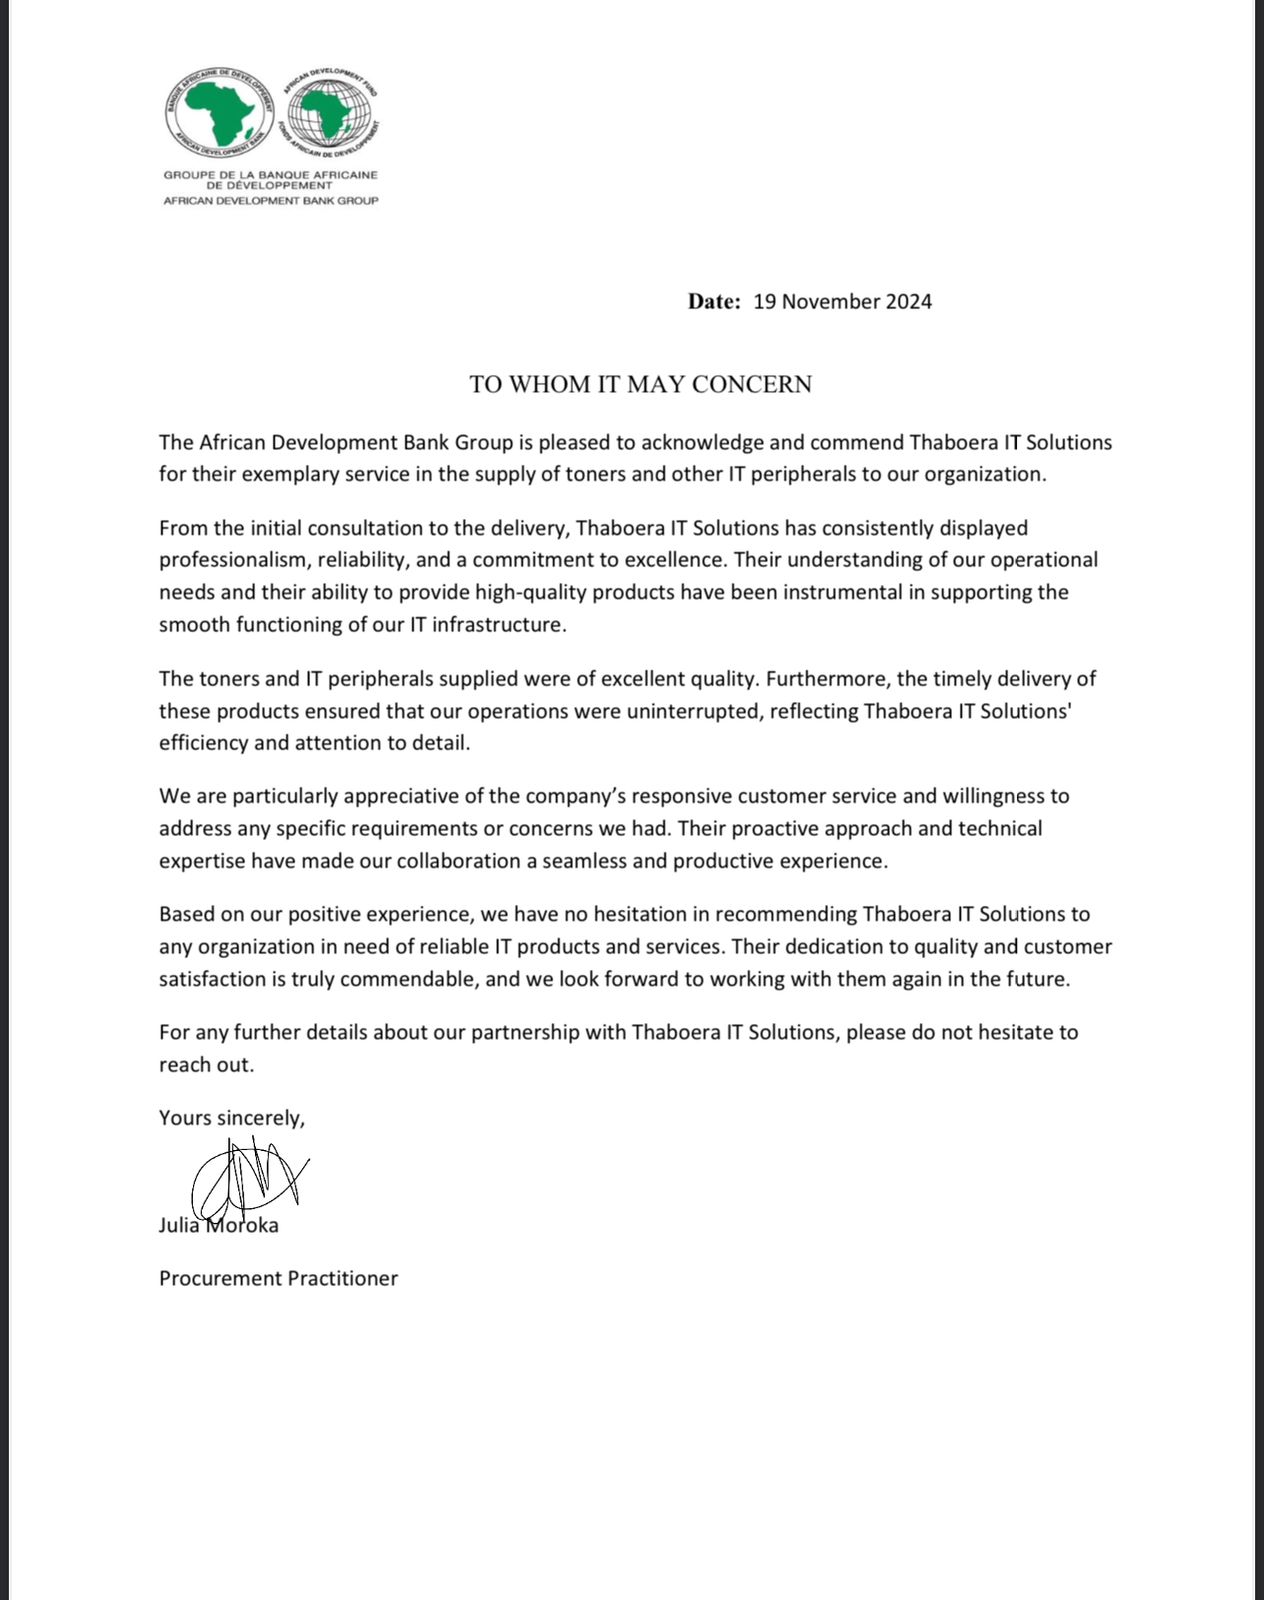 BANQUE AFRICAINE DE DEVELOPPEMENT
AFRICAN DEVELOPMENT BANK
AFRICAN DEVELOPMENT FUND
FONDS AFRICAIN DE DEVELOPPEMENT
GROUPE DE LA BANQUE AFRICAINE
DE DÉVELOPPEMENT
AFRICAN DEVELOPMENT BANK GROUP
Date: 19 November 2024
TO WHOM IT MAY CONCERN
The African Development Bank Group is pleased to acknowledge and commend Thaboera IT Solutions
for their exemplary service in the supply of toners and other IT peripherals to our organization.
From the initial consultation to the delivery, Thaboera IT Solutions has consistently displayed
professionalism, reliability, and a commitment to excellence. Their understanding of our operational
needs and their ability to provide high-quality products have been instrumental in supporting the
smooth functioning of our IT infrastructure.
The toners and IT peripherals supplied were of excellent quality. Furthermore, the timely delivery of
these products ensured that our operations were uninterrupted, reflecting Thaboera IT Solutions'
efficiency and attention to detail.
We are particularly appreciative of the company’s responsive customer service and willingness to
address any specific requirements or concerns we had. Their proactive approach and technical
expertise have made our collaboration a seamless and productive experience.
Based on our positive experience, we have no hesitation in recommending Thaboera IT Solutions to
any organization in need of reliable IT products and services. Their dedication to quality and customer
satisfaction is truly commendable, and we look forward to working with them again in the future.
For any further details about our partnership with Thaboera IT Solutions, please do not hesitate to
reach out.
Yours sincerely,
Julia Moroka
Procurement Practitioner